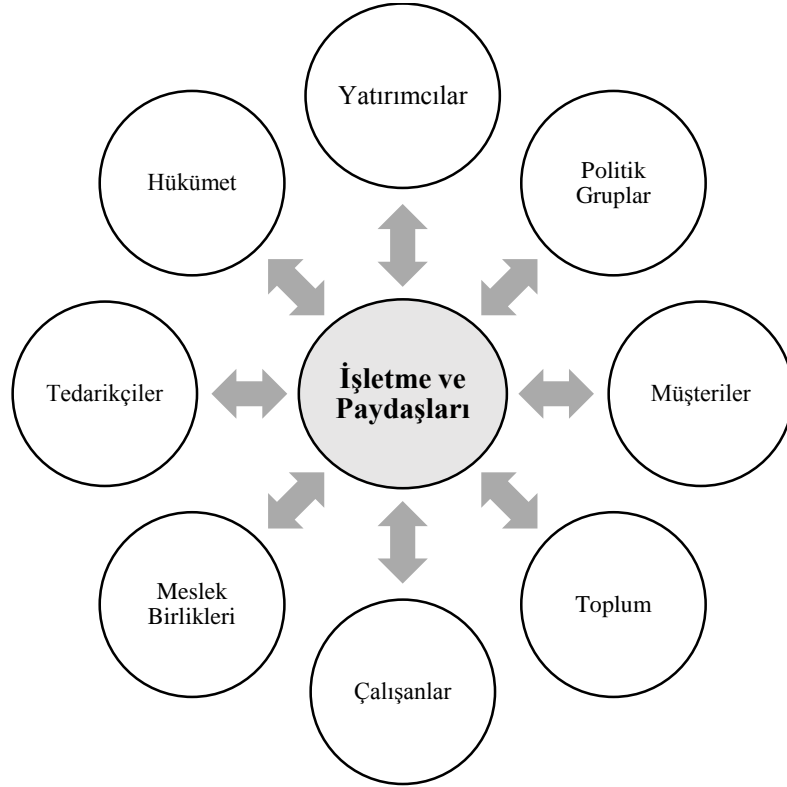 Yatırımcılar
Hükümet
Politik
Gruplar
Tedarikçiler
İşletme ve
Paydaşları
Müşteriler
Meslek
Birlikleri
Toplum
Çalışanlar